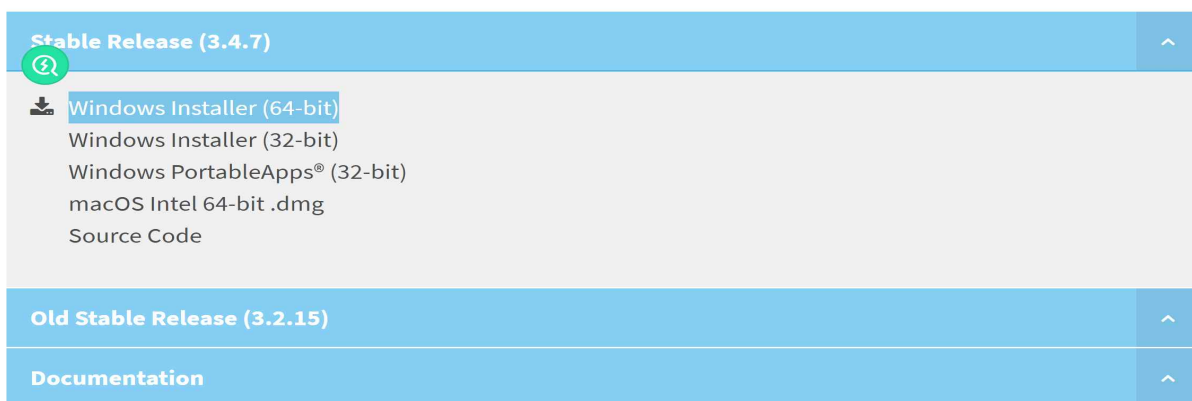 Stable Release (3.4.7)
Windows Installer (64-bit)
Windows Installer (32-bit)
Windows PortableApps® (32-bit)
macOS Intel 64-bit .dmg
Source Code
Old Stable Release (3.2.15)
Documentation